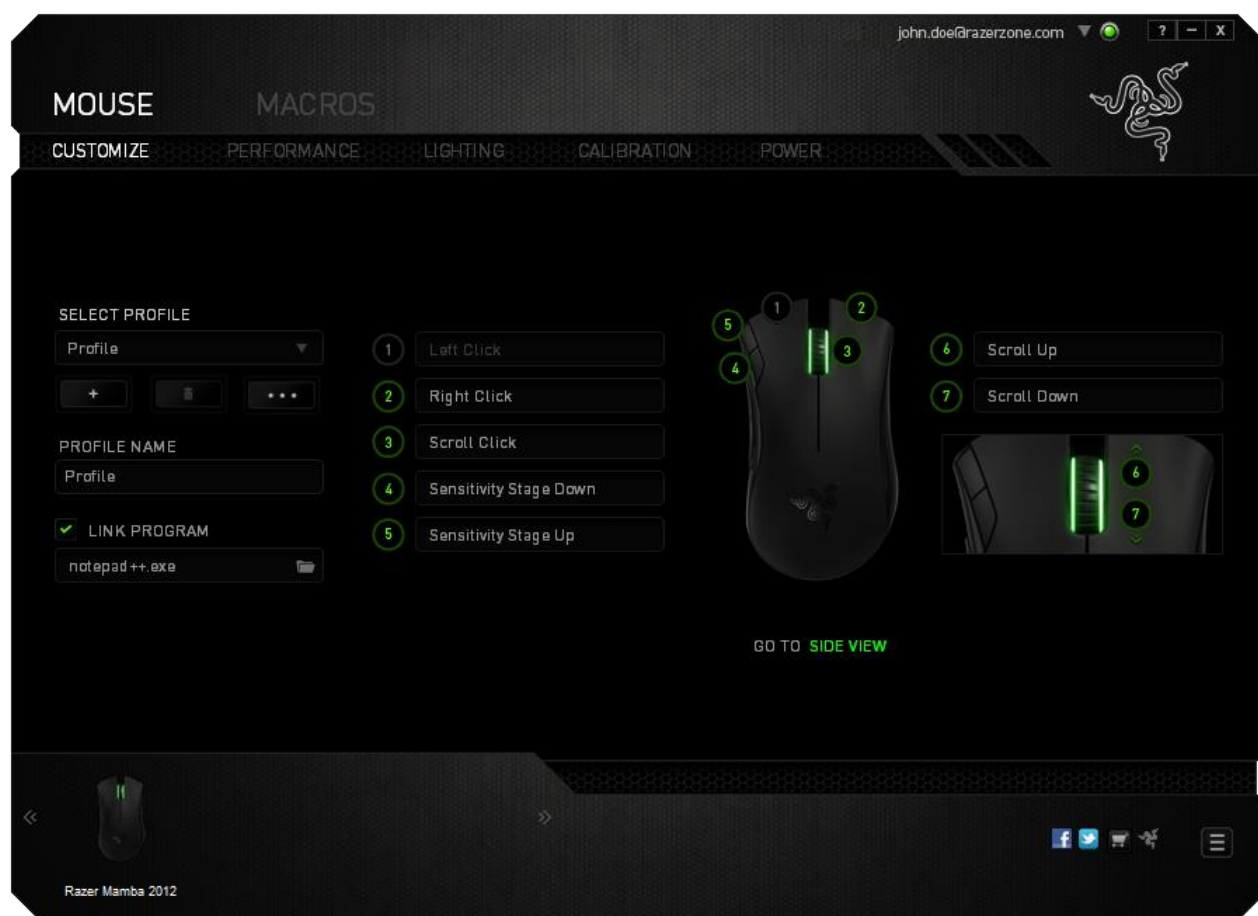 john.doe@razerzone.com
? – X
MOUSE MACROS
CUSTOMIZE PERFORMANCE LIGHTING CALIBRATION POWER
SELECT PROFILE
Profile
+ •••
PROFILE NAME
Profile
LINK PROGRAM
notepad++.exe
1 Left Click
2 Right Click
3 Scroll Click
4 Sensitivity Stage Down
5 Sensitivity Stage Up
1 2
5
3
4
6 Scroll Up
7 Scroll Down
6
7
GO TO SIDE VIEW
Razer Mamba 2012